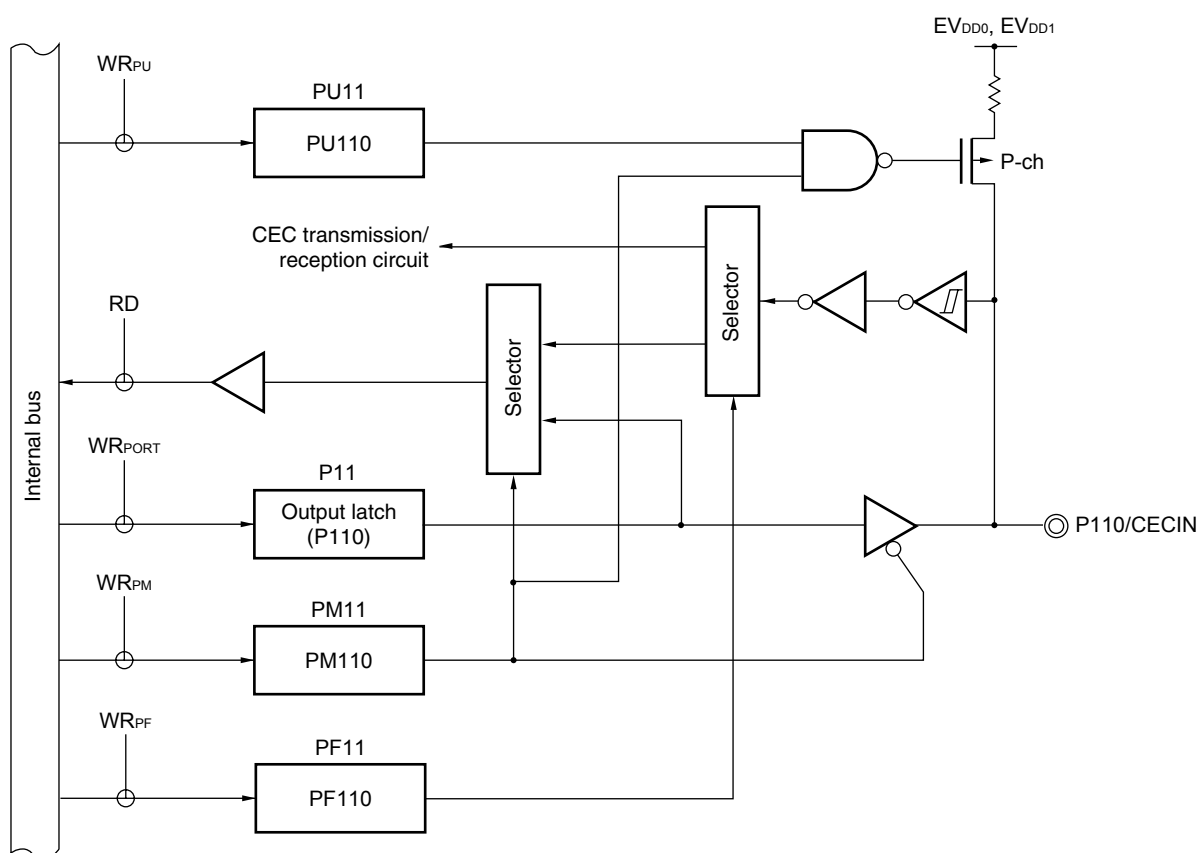 EVDD0, EVDD1
WRPU
PU11
PU110
P-ch
CEC transmission/
reception circuit
Selector
RD
Selector
Internal bus
WRPORT
P11
Output latch
(P110)
P110/CECIN
WRPM
PM11
PM110
WRPF
PF11
PF110